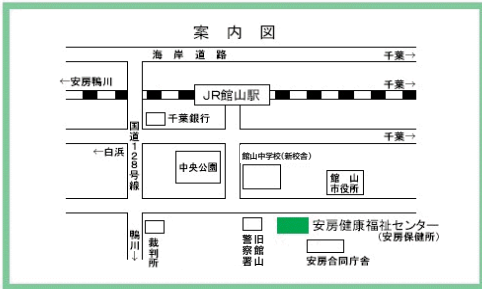 案内図
海岸道路
千葉→
←安房鴨川
千葉→
JR館山駅
千葉銀行
国道128号線
千葉→
←白浜
館山中学校(新校舎)
中央公園
館山
市役所
安房健康福祉センター
(安房保健所)
鴨川↓
裁判所
旧館山
警察署
安房合同庁舎